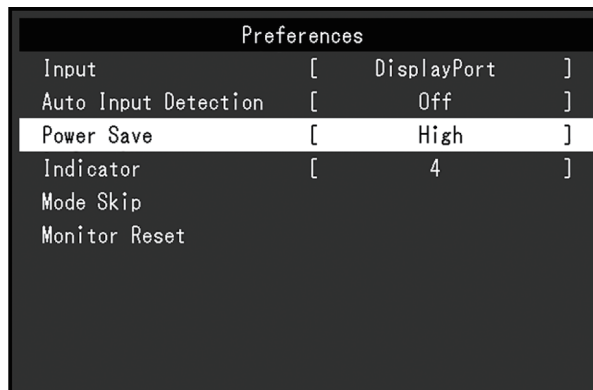 Preferences
Input [ DisplayPort ]
Auto Input Detection [ Off ]
Power Save [ High ]
Indicator [ 4 ]
Mode Skip
Monitor Reset